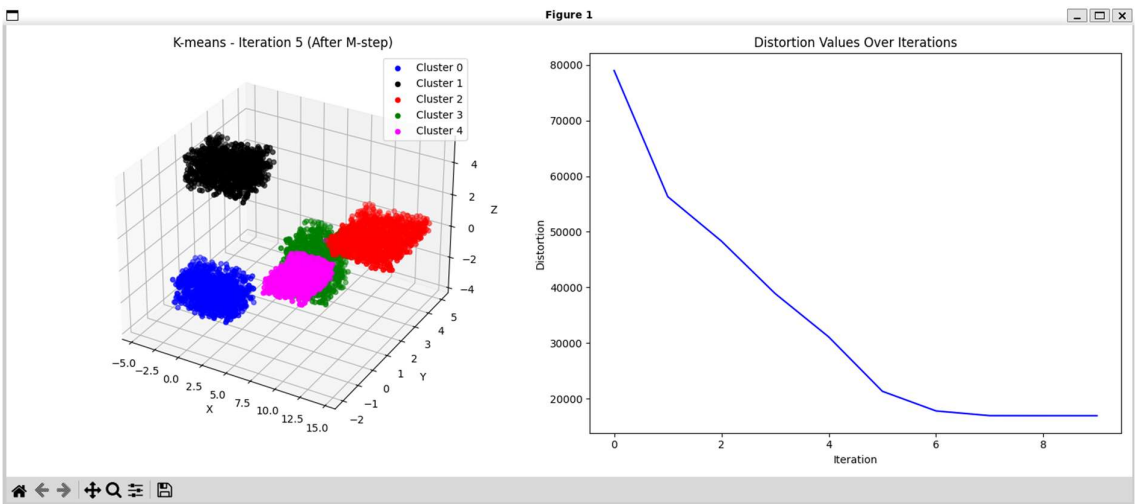 Figure 1
K-means - Iteration 5 (After M-step)
Cluster 0
Cluster 1
Cluster 2
Cluster 3
Cluster 4
4
2
0
−2
−4
Z
5
4
3
2
1
0
−1
−2
Y
−5.0
−2.5
0.0
2.5
5.0
7.5
10.0
12.5
15.0
X
Distortion Values Over Iterations
80000
70000
60000
50000
40000
30000
20000
Distortion
0 2 4 6 8
Iteration